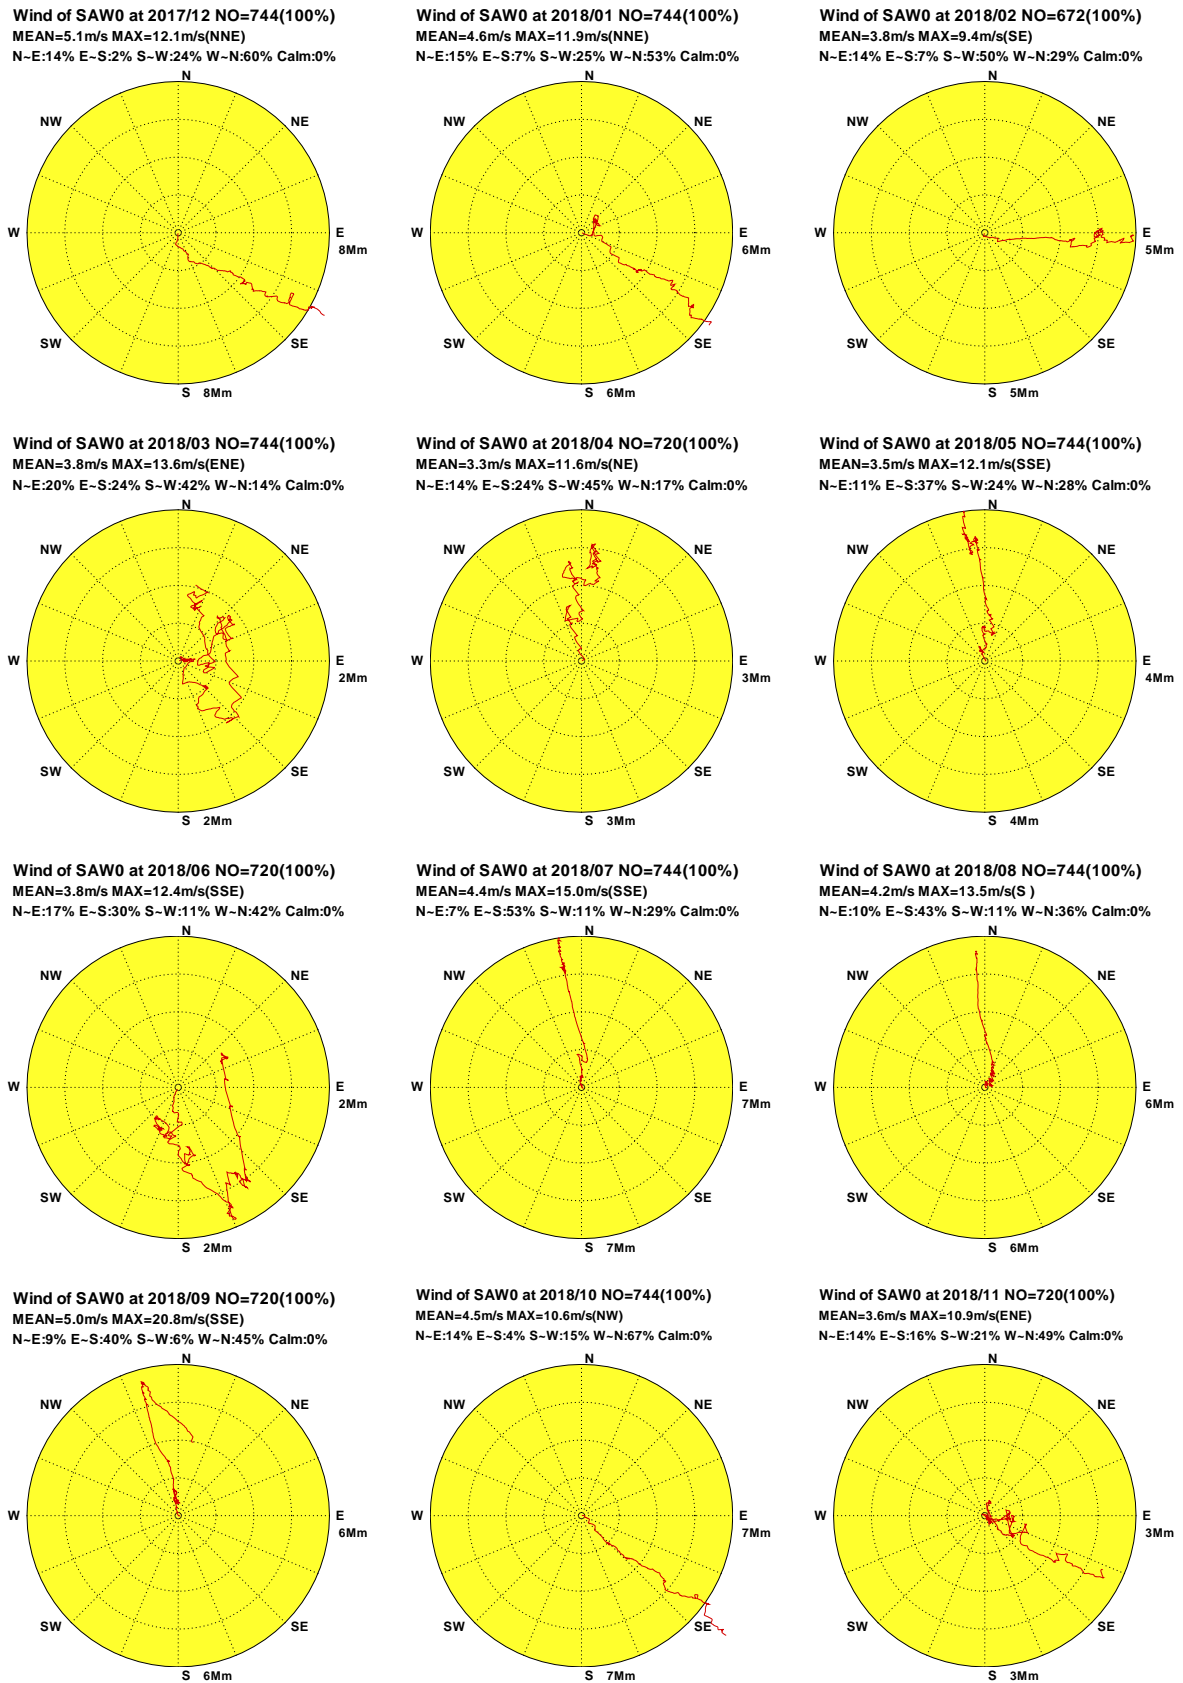 Wind of SAW0 at 2017/12 NO=744(100%)
MEAN=5.1m/s MAX=12.1m/s(NNE)
N~E:14% E~S:2% S~W:24% W~N:60% Calm:0%
N
NW
NE
W
E
8Mm
SW
SE
S 8Mm
Wind of SAW0 at 2018/01 NO=744(100%)
MEAN=4.6m/s MAX=11.9m/s(NNE)
N~E:15% E~S:7% S~W:25% W~N:53% Calm:0%
N
NW
NE
W
E
6Mm
SW
SE
S 6Mm
Wind of SAW0 at 2018/02 NO=672(100%)
MEAN=3.8m/s MAX=9.4m/s(SE)
N~E:14% E~S:7% S~W:50% W~N:29% Calm:0%
N
NW
NE
W
E
5Mm
SW
SE
S 5Mm
Wind of SAW0 at 2018/03 NO=744(100%)
MEAN=3.8m/s MAX=13.6m/s(ENE)
N~E:20% E~S:24% S~W:42% W~N:14% Calm:0%
N
NW
NE
W
E
2Mm
SW
SE
S 2Mm
Wind of SAW0 at 2018/04 NO=720(100%)
MEAN=3.3m/s MAX=11.6m/s(NE)
N~E:14% E~S:24% S~W:45% W~N:17% Calm:0%
N
NW
NE
W
E
3Mm
SW
SE
S 3Mm
Wind of SAW0 at 2018/05 NO=744(100%)
MEAN=3.5m/s MAX=12.1m/s(SSE)
N~E:11% E~S:37% S~W:24% W~N:28% Calm:0%
N
NW
NE
W
E
4Mm
SW
SE
S 4Mm
Wind of SAW0 at 2018/06 NO=720(100%)
MEAN=3.8m/s MAX=12.4m/s(SSE)
N~E:17% E~S:30% S~W:11% W~N:42% Calm:0%
N
NW
NE
W
E
2Mm
SW
SE
S 2Mm
Wind of SAW0 at 2018/07 NO=744(100%)
MEAN=4.4m/s MAX=15.0m/s(SSE)
N~E:7% E~S:53% S~W:11% W~N:29% Calm:0%
N
NW
NE
W
E
7Mm
SW
SE
S 7Mm
Wind of SAW0 at 2018/08 NO=744(100%)
MEAN=4.2m/s MAX=13.5m/s(S )
N~E:10% E~S:43% S~W:11% W~N:36% Calm:0%
N
NW
NE
W
E
6Mm
SW
SE
S 6Mm
Wind of SAW0 at 2018/09 NO=720(100%)
MEAN=5.0m/s MAX=20.8m/s(SSE)
N~E:9% E~S:40% S~W:6% W~N:45% Calm:0%
N
NW
NE
W
E
6Mm
SW
SE
S 6Mm
Wind of SAW0 at 2018/10 NO=744(100%)
MEAN=4.5m/s MAX=10.6m/s(NW)
N~E:14% E~S:4% S~W:15% W~N:67% Calm:0%
N
NW
NE
W
E
7Mm
SW
SE
S 7Mm
Wind of SAW0 at 2018/11 NO=720(100%)
MEAN=3.6m/s MAX=10.9m/s(ENE)
N~E:14% E~S:16% S~W:21% W~N:49% Calm:0%
N
NW
NE
W
E
3Mm
SW
SE
S 3Mm